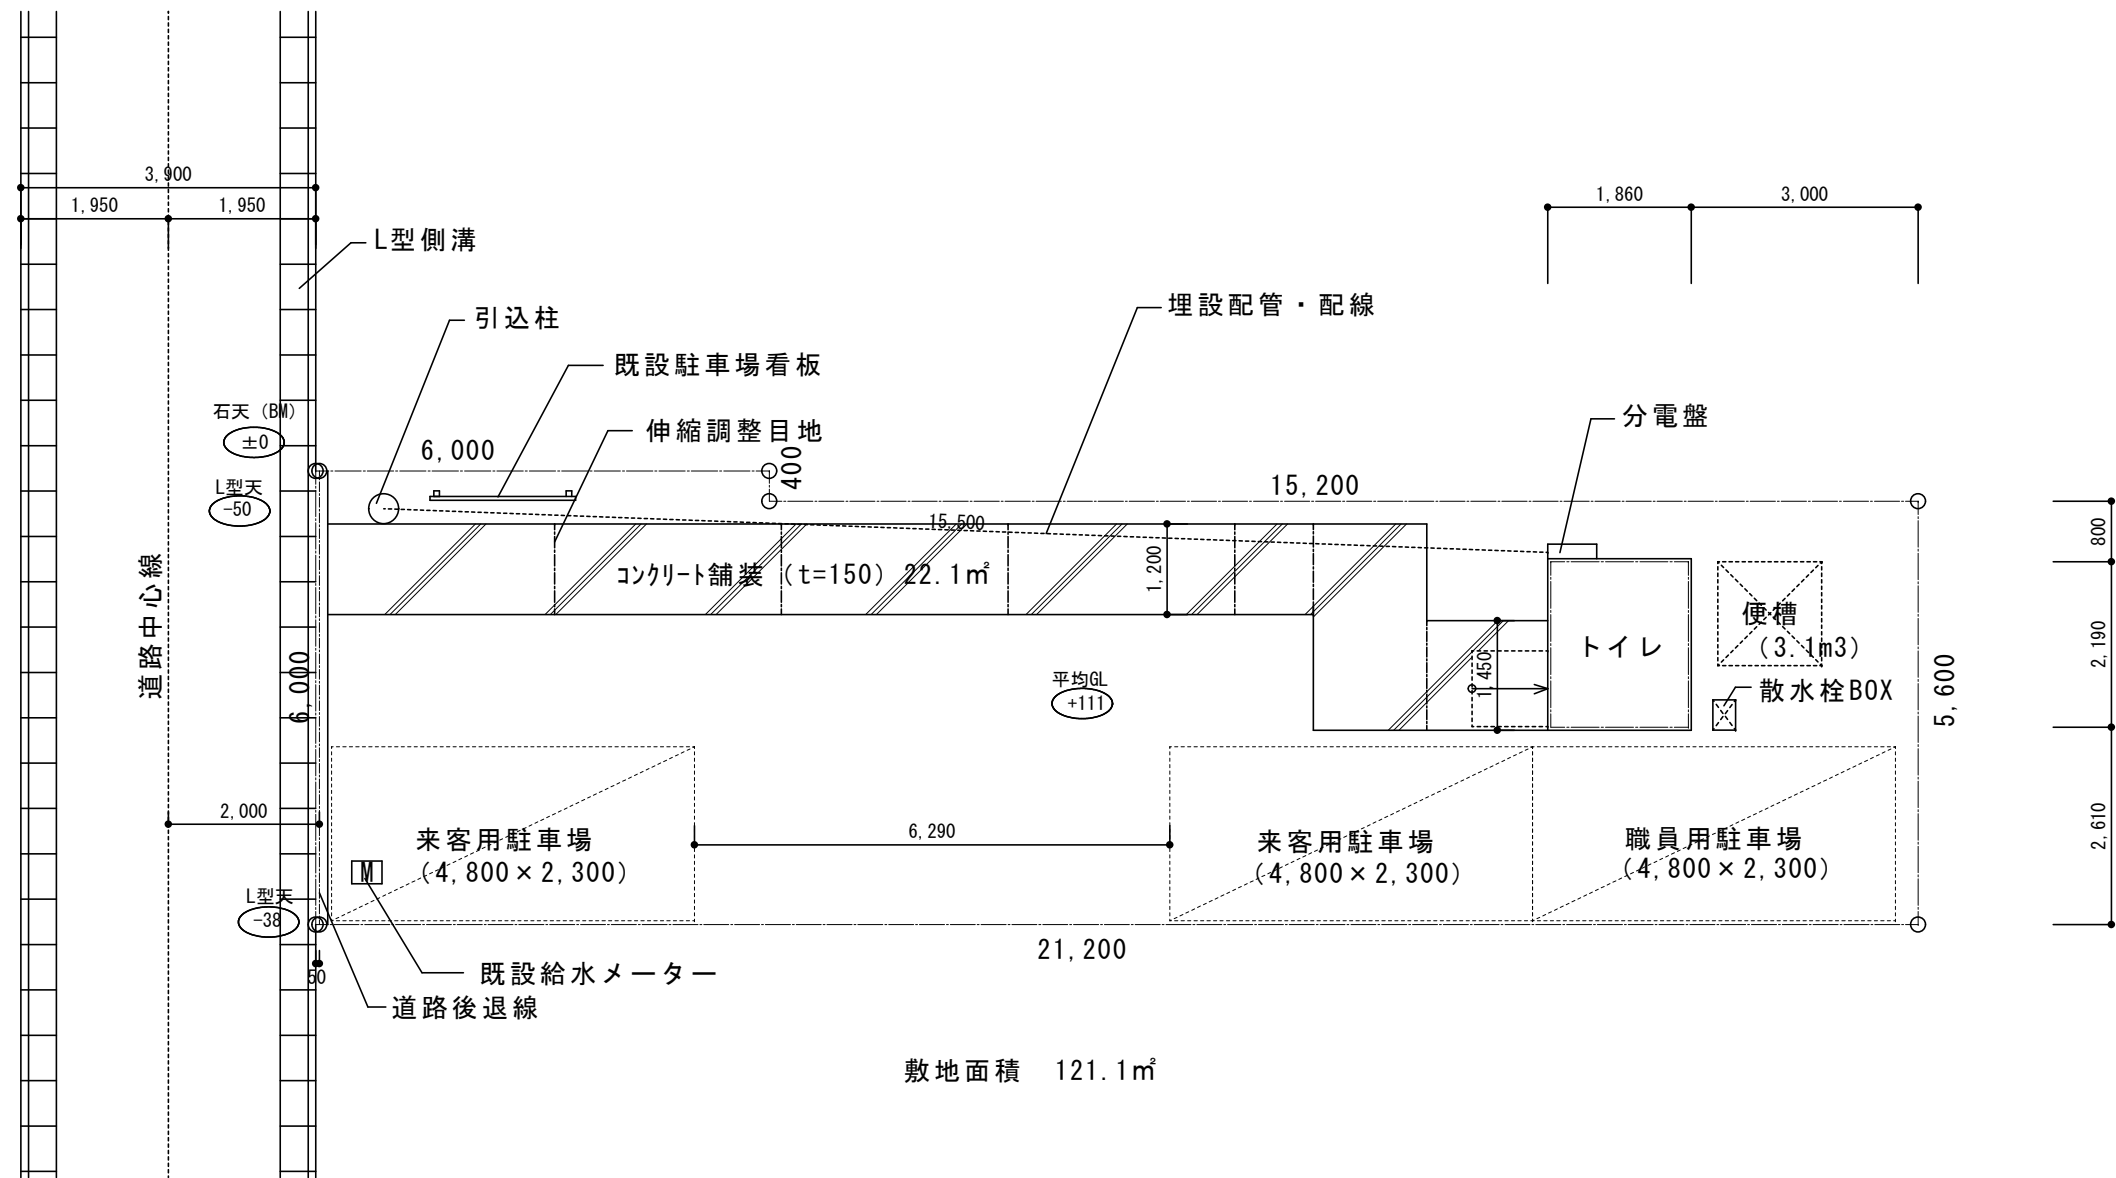 3,900
1,950
1,950
1,860
3,000
L型側溝
引込柱
埋設配管・配線
既設駐車場看板
伸縮調整目地
分電盤
石天（BM）
±0
6,000
400
L型天
-50
15,200
15,500
800
コンクリート舗装（t=150）22.1㎡
1,200
道路中心線
6,000
便槽
（3.1m3）
トイレ
2,190
平均GL
+111
1,450
散水栓BOX
5,600
2,000
6,290
2,610
来客用駐車場
（4,800×2,300）
来客用駐車場
（4,800×2,300）
職員用駐車場
（4,800×2,300）
M
L型天
-38
21,200
50
既設給水メーター
道路後退線
敷地面積　121.1㎡